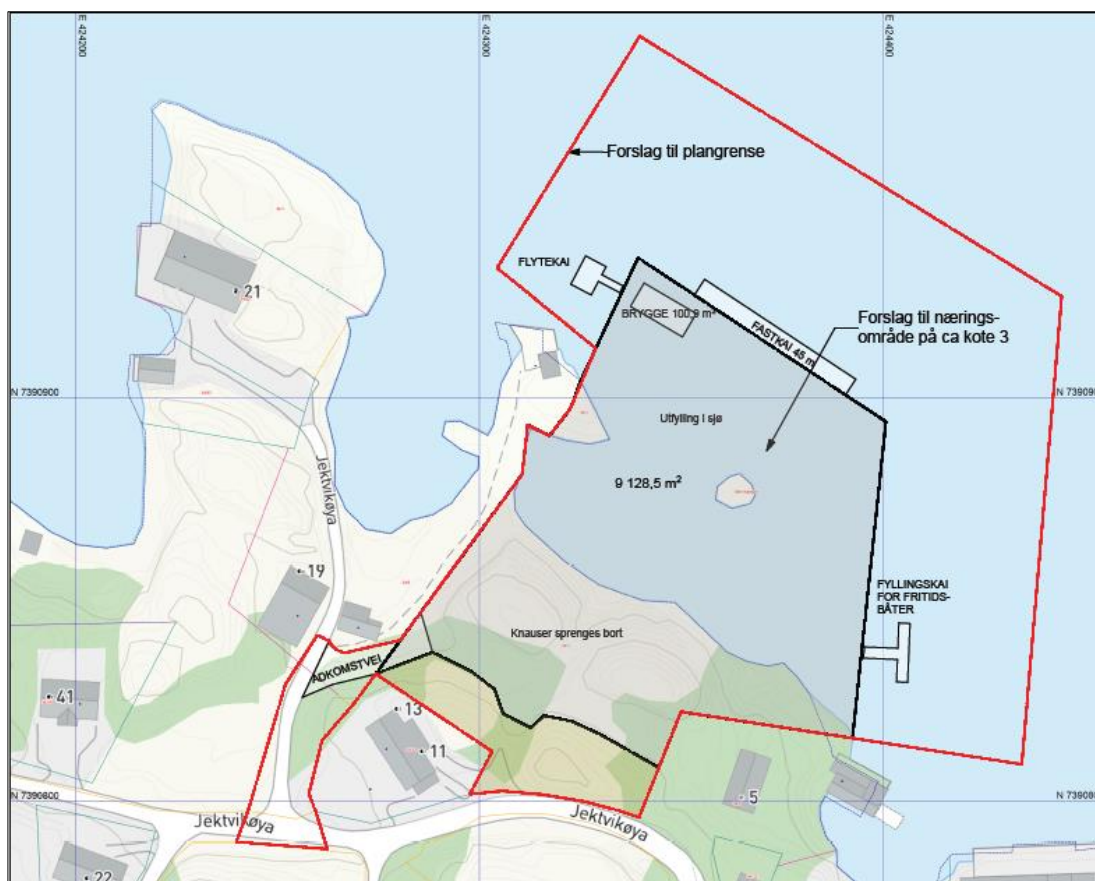 E 424200
E 424300
E 424400
Forslag til plangrense
FLYTEKAI
21
BRYGGE 100,9 m²
FASTKAI 45 m
Forslag til nærings-
område på ca kote 3
N 7390900
N 73909
Utfylling i sjø
9 128,5 m²
Jektvikøya
19
FYLLINGSKAI
FOR FRITIDS-
BÅTER
Knauser sprenges bort
ADKOMSTVEI
41
13
11
5
N 7390800
N 73908
Jektvikøya
Jektvikøya
22